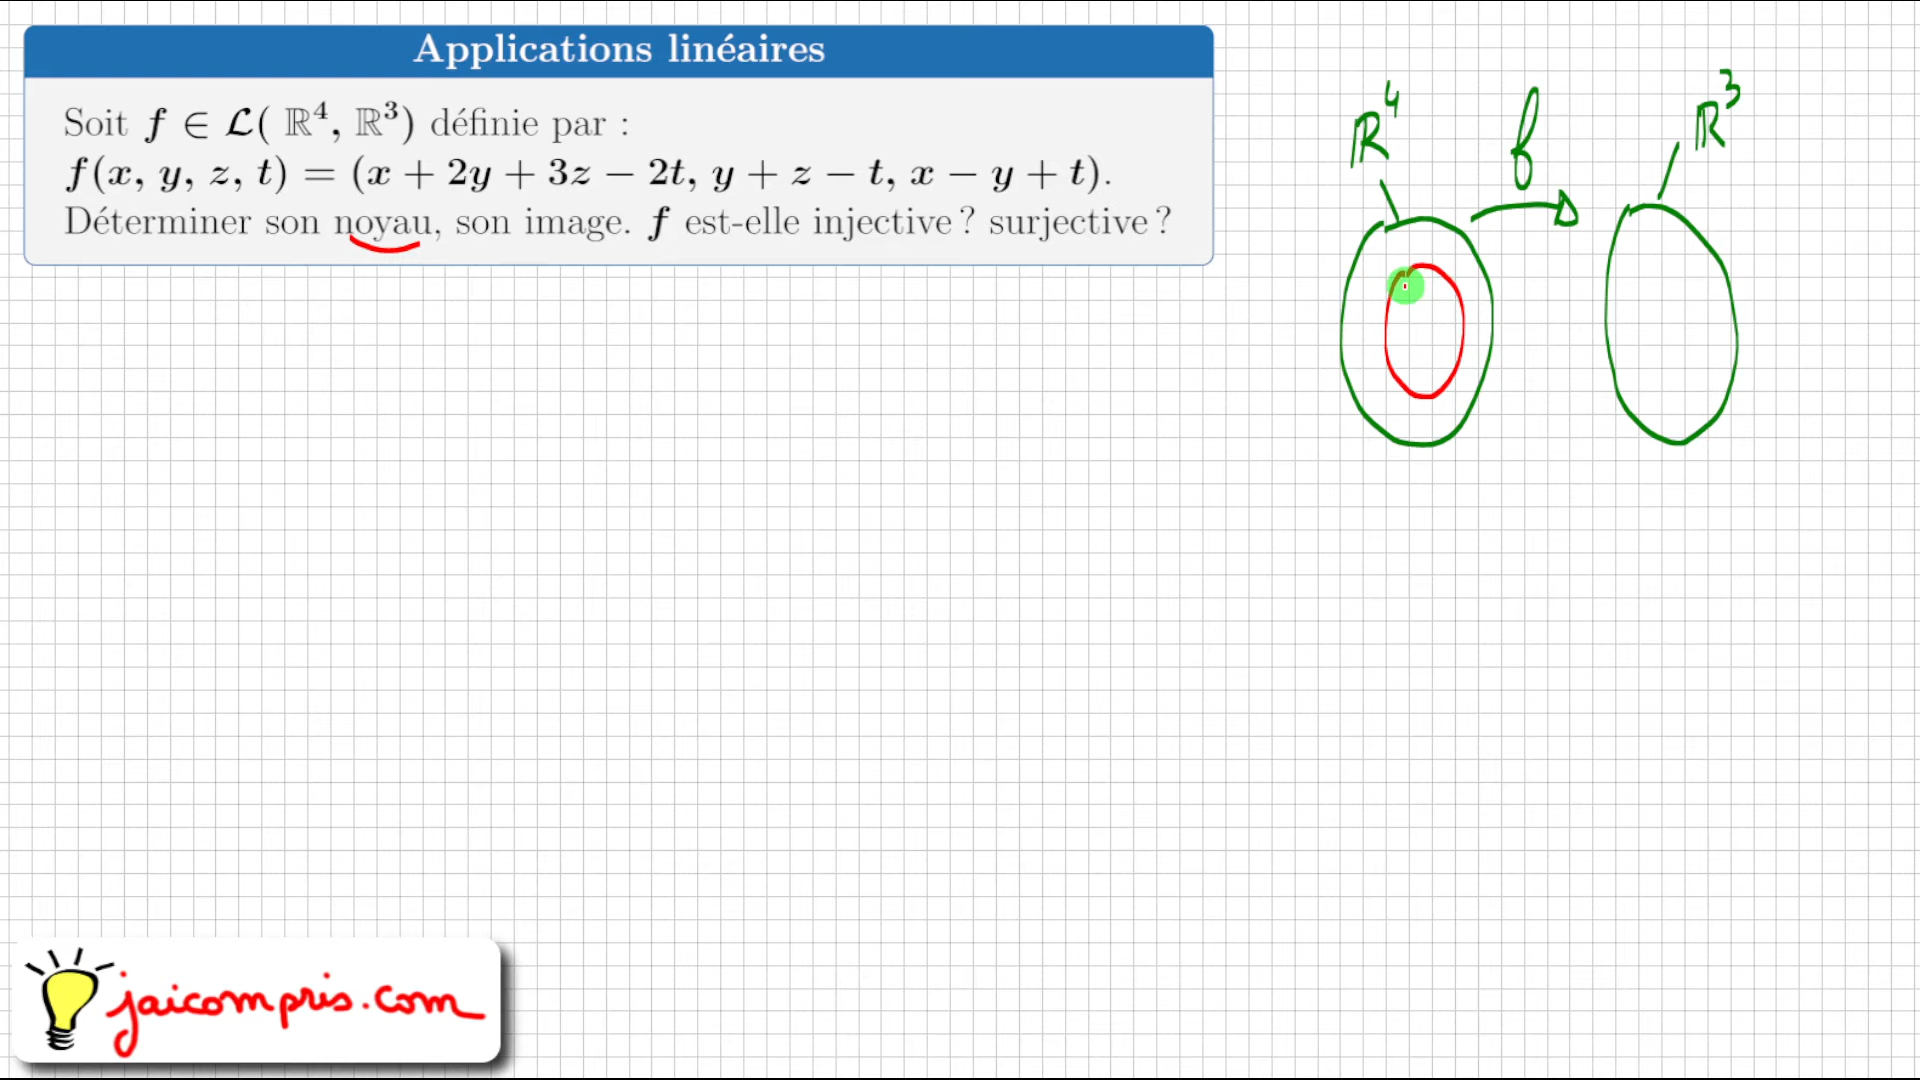 Applications linéaires
Soit f ∈ ℒ( ℝ⁴, ℝ³) définie par :
f(x, y, z, t) = (x + 2y + 3z − 2t, y + z − t, x − y + t).
Déterminer son noyau, son image. f est-elle injective ? surjective ?
ℝ⁴ f ℝ³
jaicompris.com